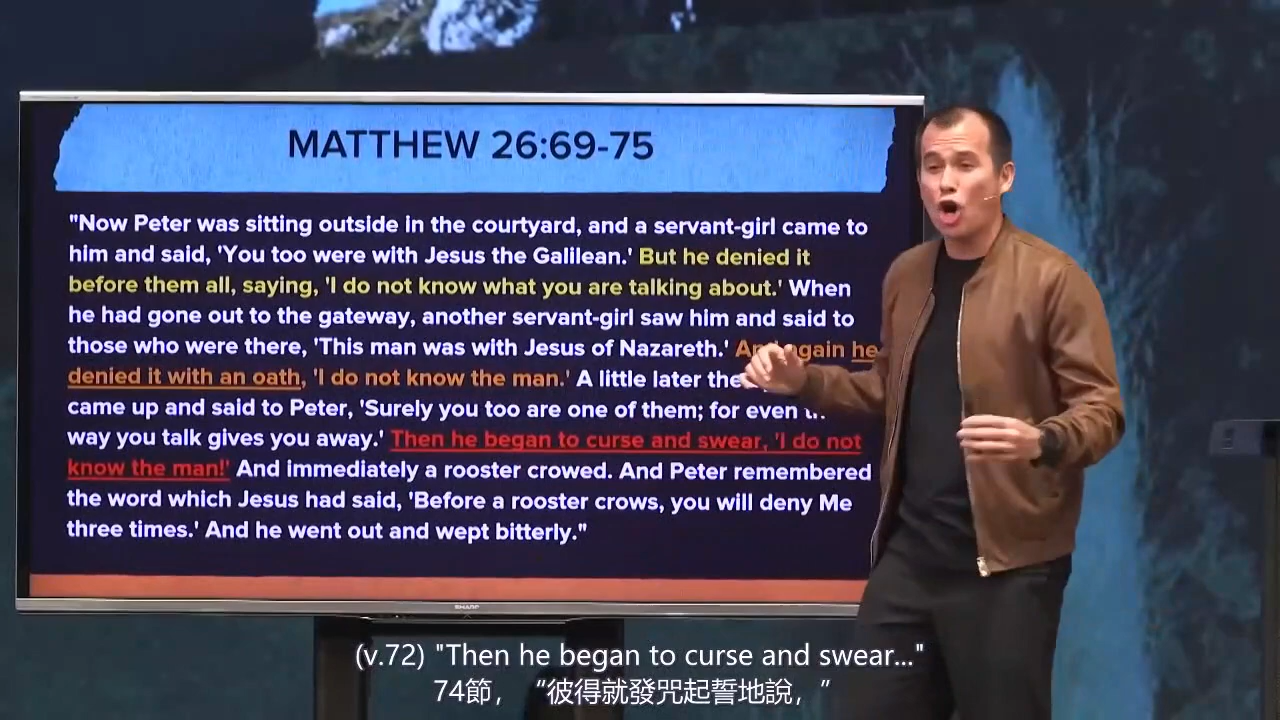 MATTHEW 26:69-75
"Now Peter was sitting outside in the courtyard, and a servant-girl came to
him and said, 'You too were with Jesus the Galilean.' But he denied it
before them all, saying, 'I do not know what you are talking about.' When
he had gone out to the gateway, another servant-girl saw him and said to
those who were there, 'This man was with Jesus of Nazareth.' again he
denied it with an oath, 'I do not know the man.' A little later
came up and said to Peter, 'Surely you too are one of them; for even
way you talk gives you away.' Then he began to curse and swear, 'I do not
know the man!' And immediately a rooster crowed. And Peter remembered
the word which Jesus had said, 'Before a rooster crows, you will deny Me
three times.' And he went out and wept bitterly."
SHARP
(v.72) "Then he began to curse and swear..."
74節，“彼得就發咒起誓地說，”